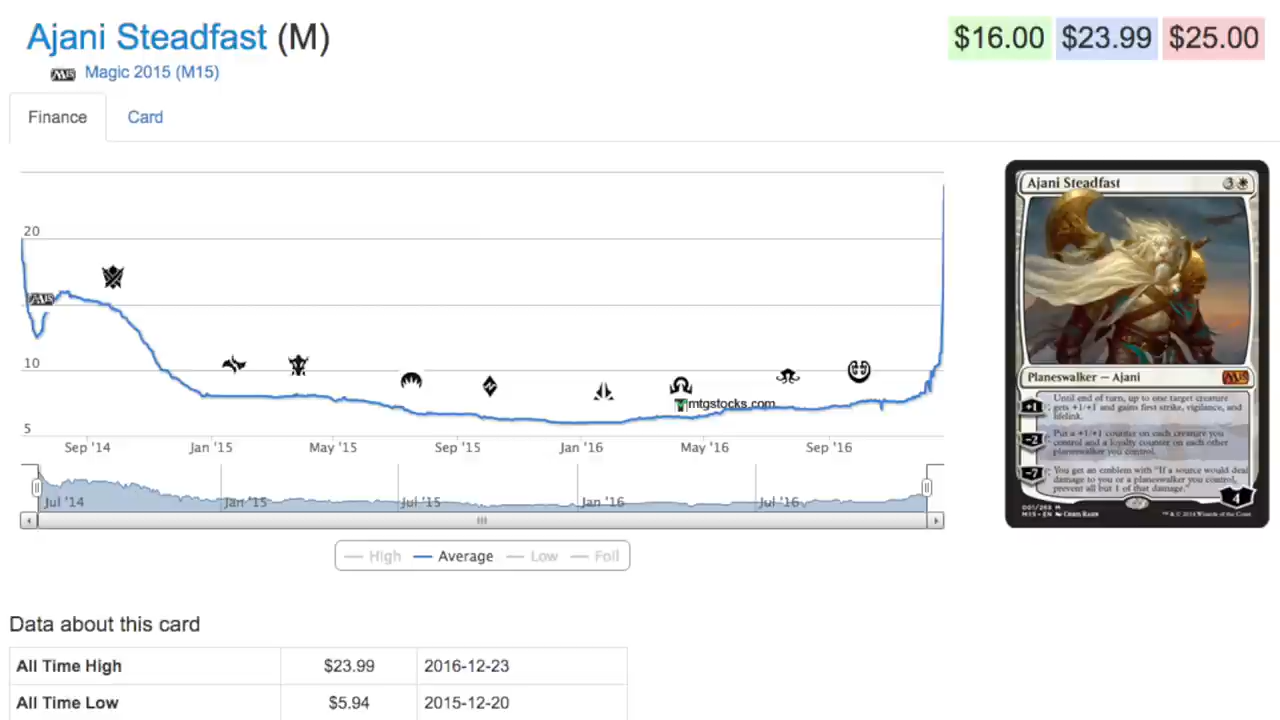 Ajani Steadfast (M)
$16.00 $23.99 $25.00
Magic 2015 (M15)
Finance Card
20
10
5
mtgstocks.com
Sep '14 Jan '15 May '15 Sep '15 Jan '16 May '16 Sep '16
Jul '14 Jan '15 Jul '15 Jan '16 Jul '16
High Average Low Foil
Ajani Steadfast 3
Planeswalker — Ajani M15
+1: Until end of turn, up to one target creature
gets +1/+1 and gains first strike, vigilance, and
lifelink.
-2: Put a +1/+1 counter on each creature you
control and a loyalty counter on each other
planeswalker you control.
-7: You get an emblem with "If a source would deal
damage to you or a planeswalker you control,
prevent all but 1 of that damage."
4
Data about this card
All Time High $23.99 2016-12-23
All Time Low $5.94 2015-12-20